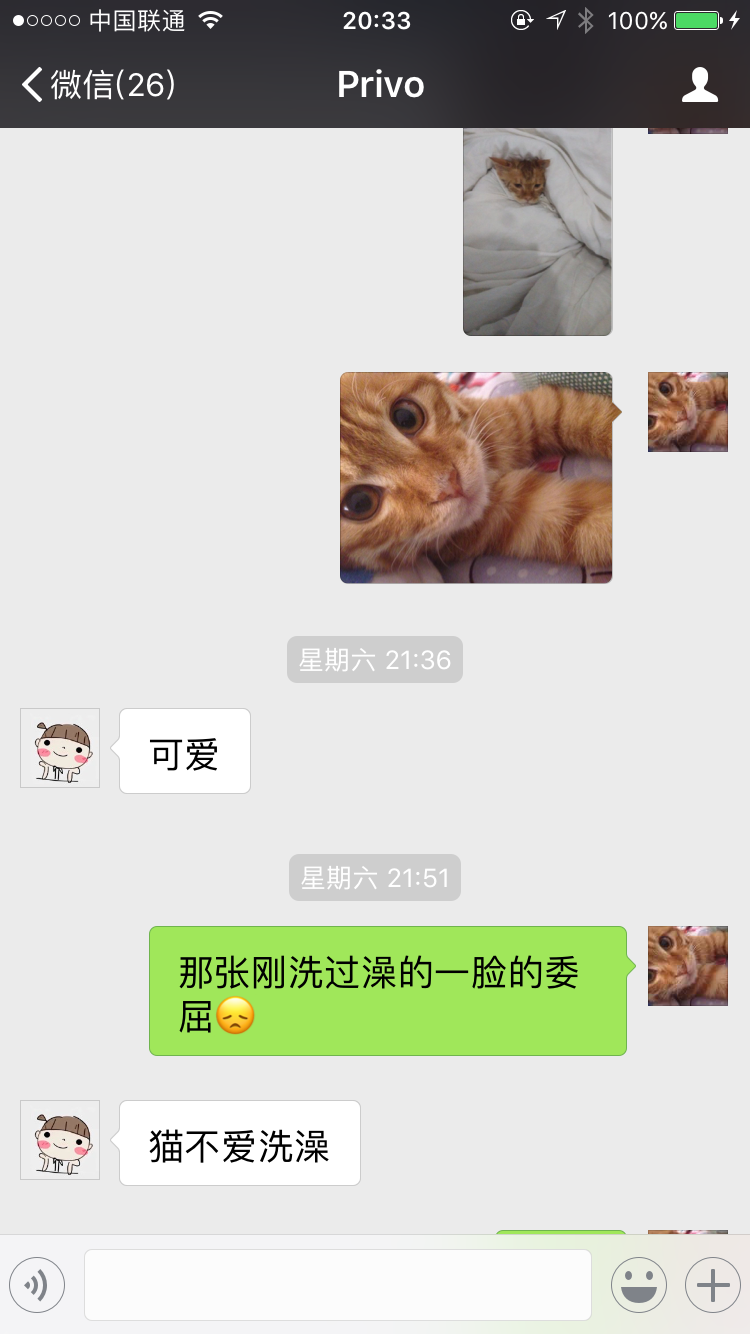 中国联通 20:33 100%
微信(26) Privo
星期六 21:36
可爱
星期六 21:51
那张刚洗过澡的一脸的委
屈😞
猫不爱洗澡